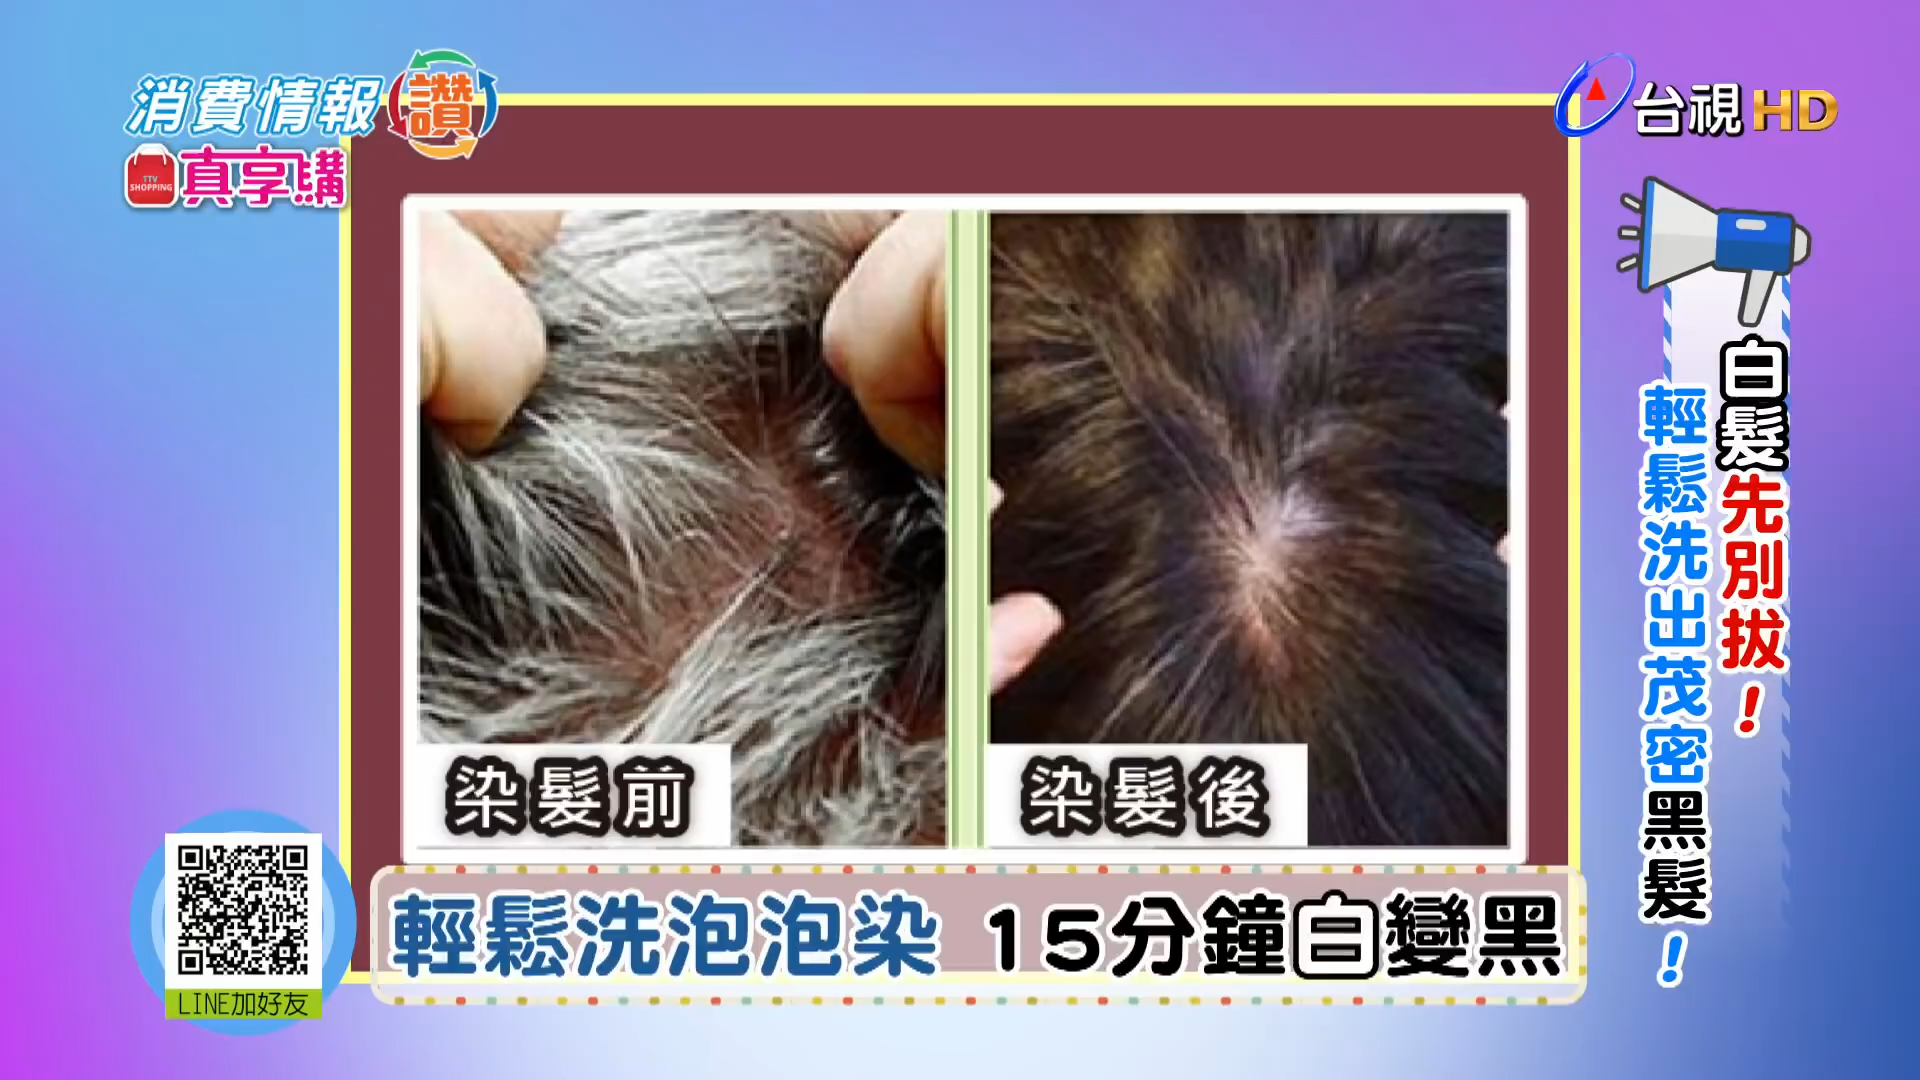 消費情報讚
TTV SHOPPING
真享購
台視HD
白髮先別拔！
輕鬆洗出茂密黑髮！
染髮前
染髮後
輕鬆洗泡泡染 15分鐘白變黑
LINE加好友